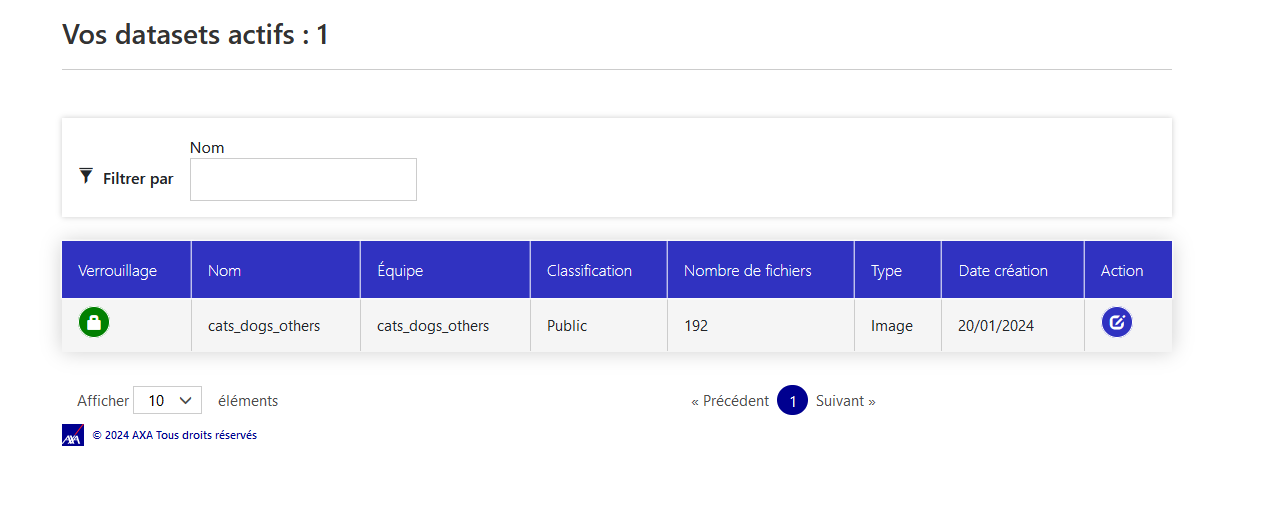 Vos datasets actifs : 1
Nom
Filtrer par
Verrouillage Nom Équipe Classification Nombre de fichiers Type Date création Action
cats_dogs_others cats_dogs_others Public 192 Image 20/01/2024
Afficher 10 éléments « Précédent 1 Suivant »
AXA © 2024 AXA Tous droits réservés